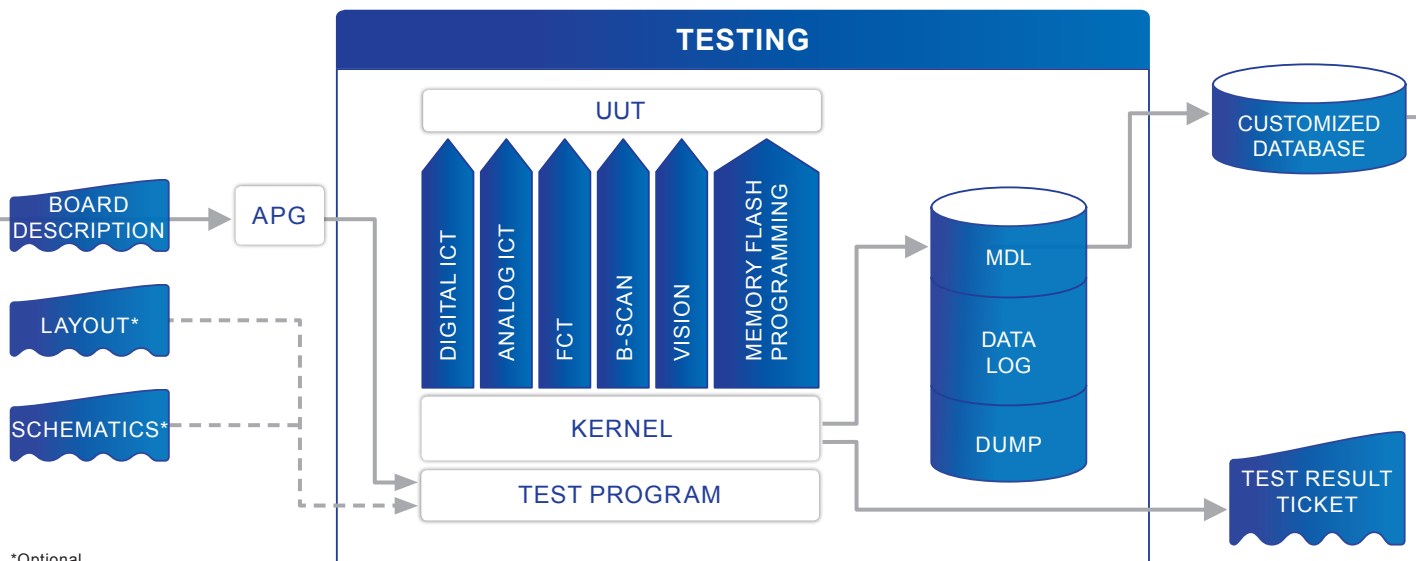 TESTING
UUT
CUSTOMIZED
DATABASE
BOARD
DESCRIPTION
APG
DIGITAL ICT
ANALOG ICT
FCT
B-SCAN
VISION
MEMORY FLASH
PROGRAMMING
MDL
LAYOUT*
DATA
LOG
SCHEMATICS*
KERNEL
DUMP
TEST PROGRAM
TEST RESULT
TICKET
*Optional